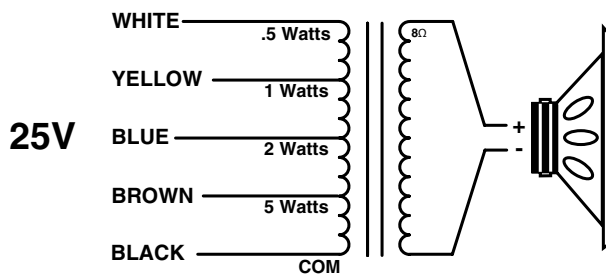 WHITE
.5 Watts
8Ω
YELLOW
1 Watts
25V
BLUE
2 Watts
+
-
BROWN
5 Watts
BLACK
COM